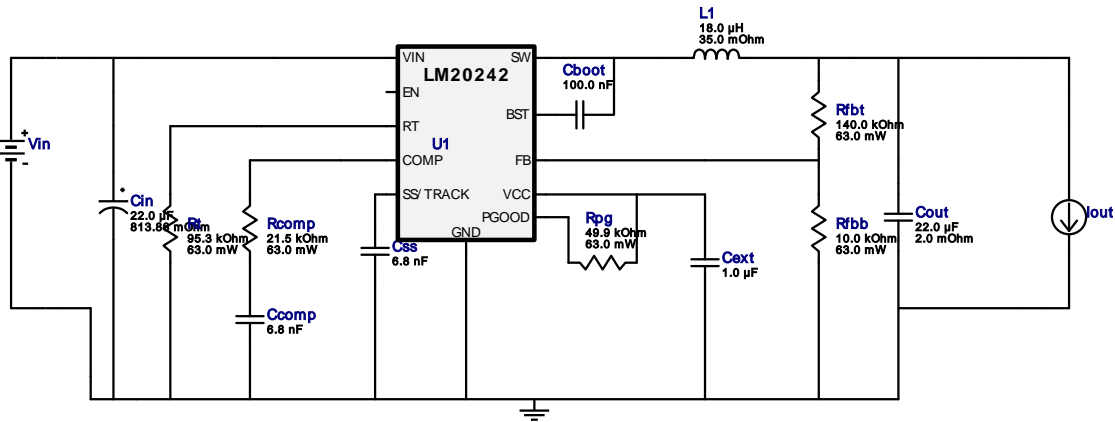 L1
18.0 µH
35.0 mOhm
VIN
SW
LM20242
Cboot
100.0 nF
EN
BST
Rfbt
140.0 kOhm
63.0 mW
RT
U1
+
Vin
-
COMP
FB
SS/TRACK
VCC
Cin
22.0 µF
813.86 mOhm
Rt
95.3 kOhm
63.0 mW
Rcomp
21.5 kOhm
63.0 mW
PGOOD
GND
Rpg
49.9 kOhm
63.0 mW
Rfbb
10.0 kOhm
63.0 mW
Cout
22.0 µF
2.0 mOhm
Iout
Css
6.8 nF
Cext
1.0 µF
Ccomp
6.8 nF